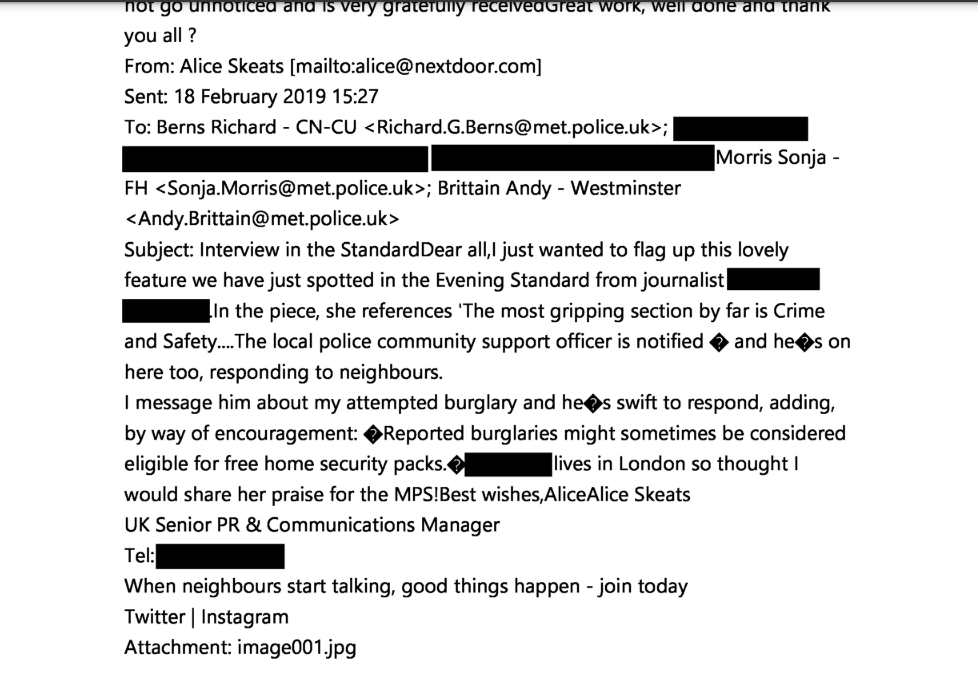 not go unnoticed and is very gratefully receivedGreat work, well done and thank
you all ?
From: Alice Skeats [mailto:alice@nextdoor.com]
Sent: 18 February 2019 15:27
To: Berns Richard - CN-CU <Richard.G.Berns@met.police.uk>;
Morris Sonja -
FH <Sonja.Morris@met.police.uk>; Brittain Andy - Westminster
<Andy.Brittain@met.police.uk>
Subject: Interview in the StandardDear all,I just wanted to flag up this lovely
feature we have just spotted in the Evening Standard from journalist
.In the piece, she references 'The most gripping section by far is Crime
and Safety....The local police community support officer is notified � and he�s on
here too, responding to neighbours.
I message him about my attempted burglary and he�s swift to respond, adding,
by way of encouragement: �Reported burglaries might sometimes be considered
eligible for free home security packs.� lives in London so thought I
would share her praise for the MPS!Best wishes,AliceAlice Skeats
UK Senior PR & Communications Manager
Tel:
When neighbours start talking, good things happen - join today
Twitter | Instagram
Attachment: image001.jpg